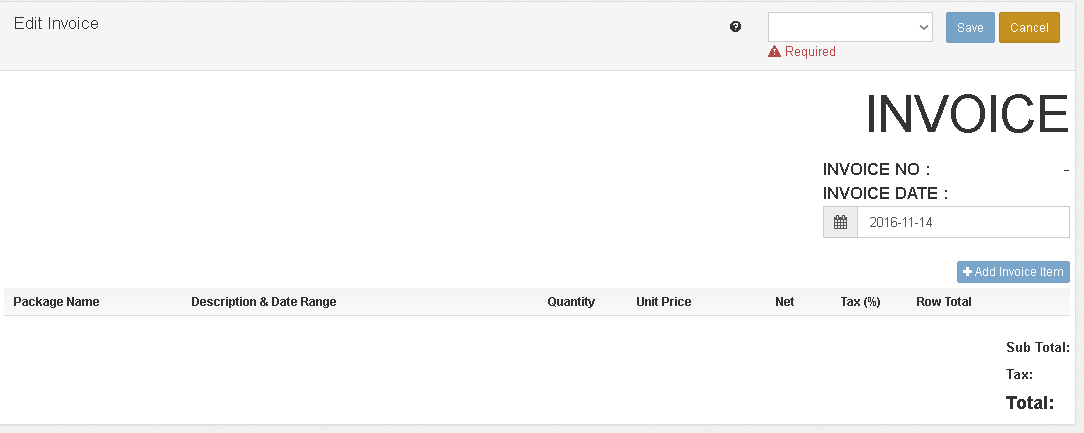 Edit Invoice
Save Cancel
Required
INVOICE
INVOICE NO : -
INVOICE DATE :
2016-11-14
Add Invoice Item
Package Name Description & Date Range Quantity Unit Price Net Tax (%) Row Total
Sub Total:
Tax:
Total: